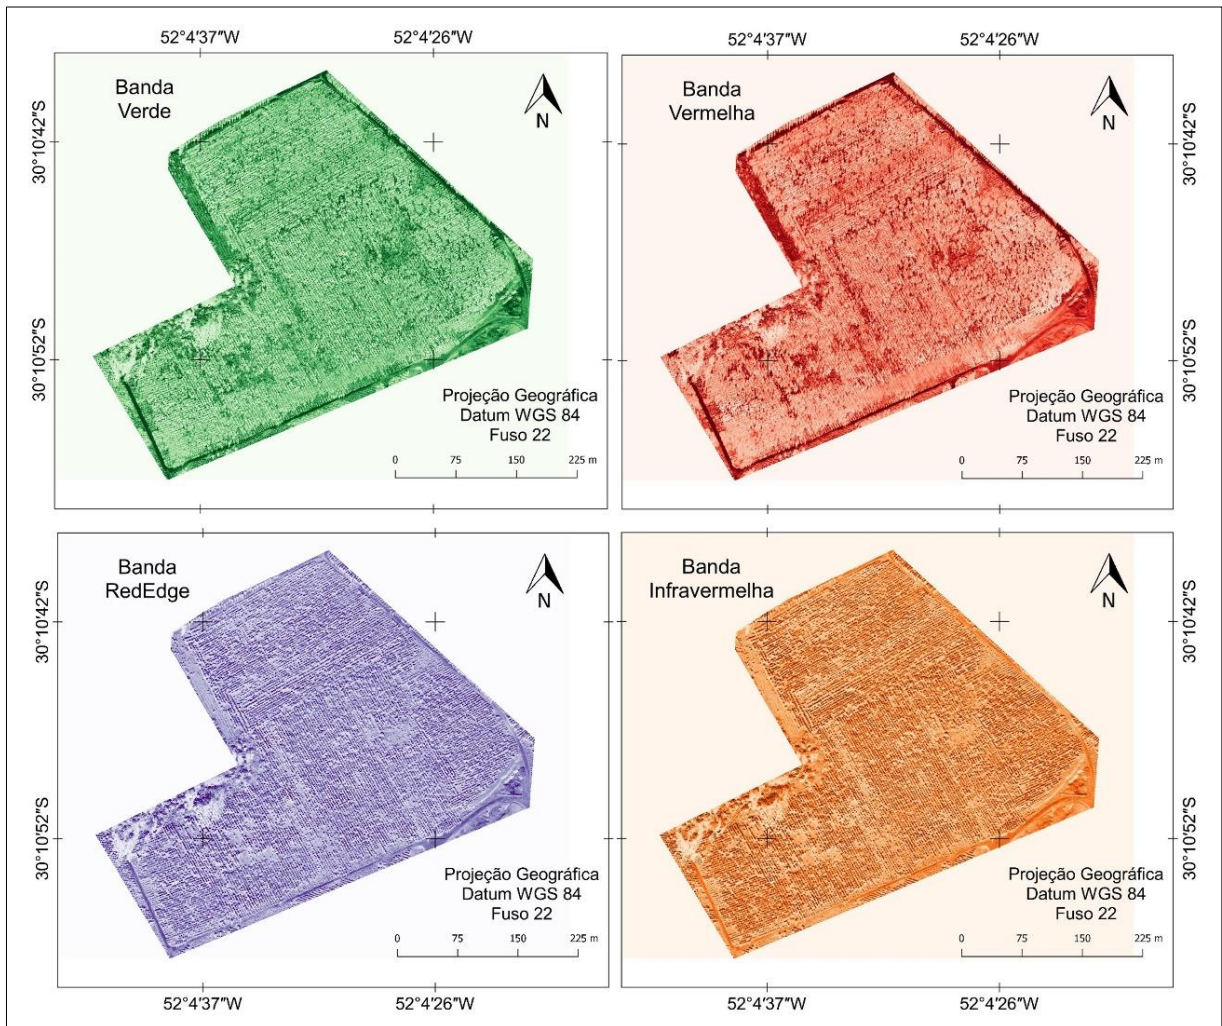 52°4'37"W
52°4'26"W
52°4'37"W
52°4'26"W
30°10'42"S
30°10'52"S
Banda
Verde
N
Projeção Geográfica
Datum WGS 84
Fuso 22
0 75 150 225 m
Banda
Vermelha
N
Projeção Geográfica
Datum WGS 84
Fuso 22
0 75 150 225 m
30°10'42"S
30°10'52"S
30°10'42"S
30°10'52"S
Banda
RedEdge
N
Projeção Geográfica
Datum WGS 84
Fuso 22
0 75 150 225 m
Banda
Infravermelha
N
Projeção Geográfica
Datum WGS 84
Fuso 22
0 75 150 225 m
30°10'42"S
30°10'52"S
52°4'37"W
52°4'26"W
52°4'37"W
52°4'26"W